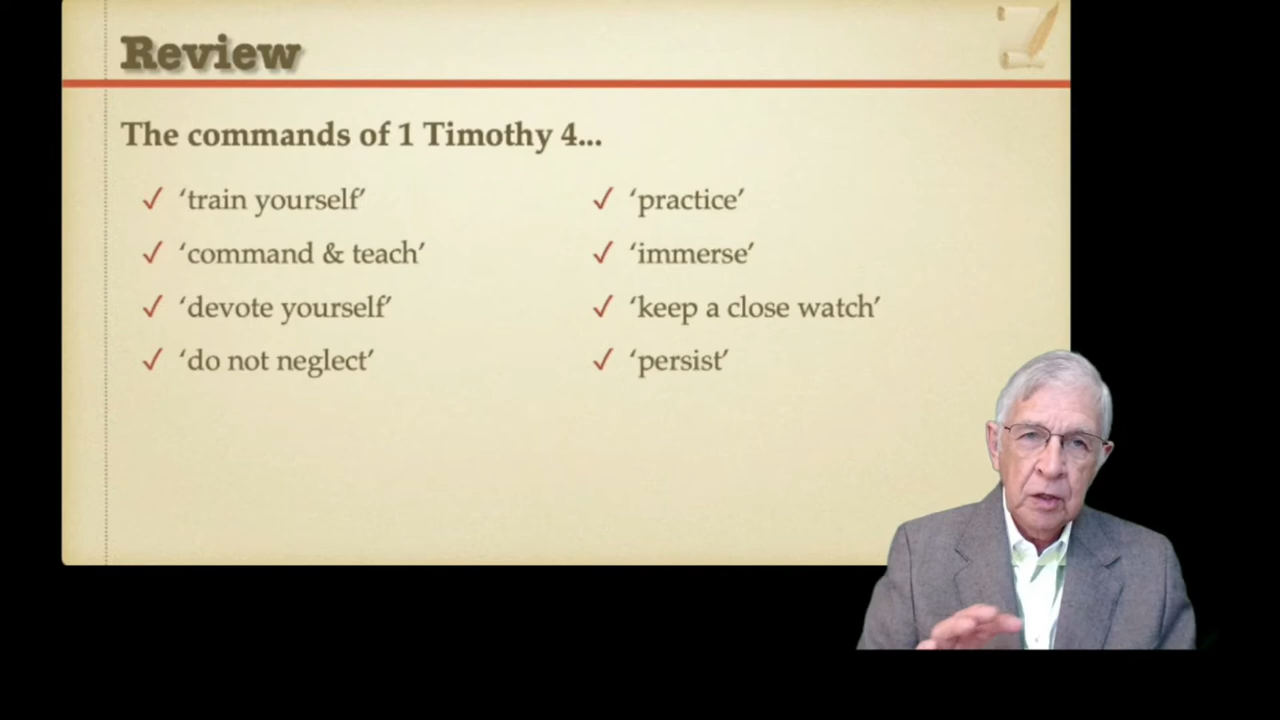 Review
The commands of 1 Timothy 4...
✓ ‘train yourself’
✓ ‘command & teach’
✓ ‘devote yourself’
✓ ‘do not neglect’
✓ ‘practice’
✓ ‘immerse’
✓ ‘keep a close watch’
✓ ‘persist’